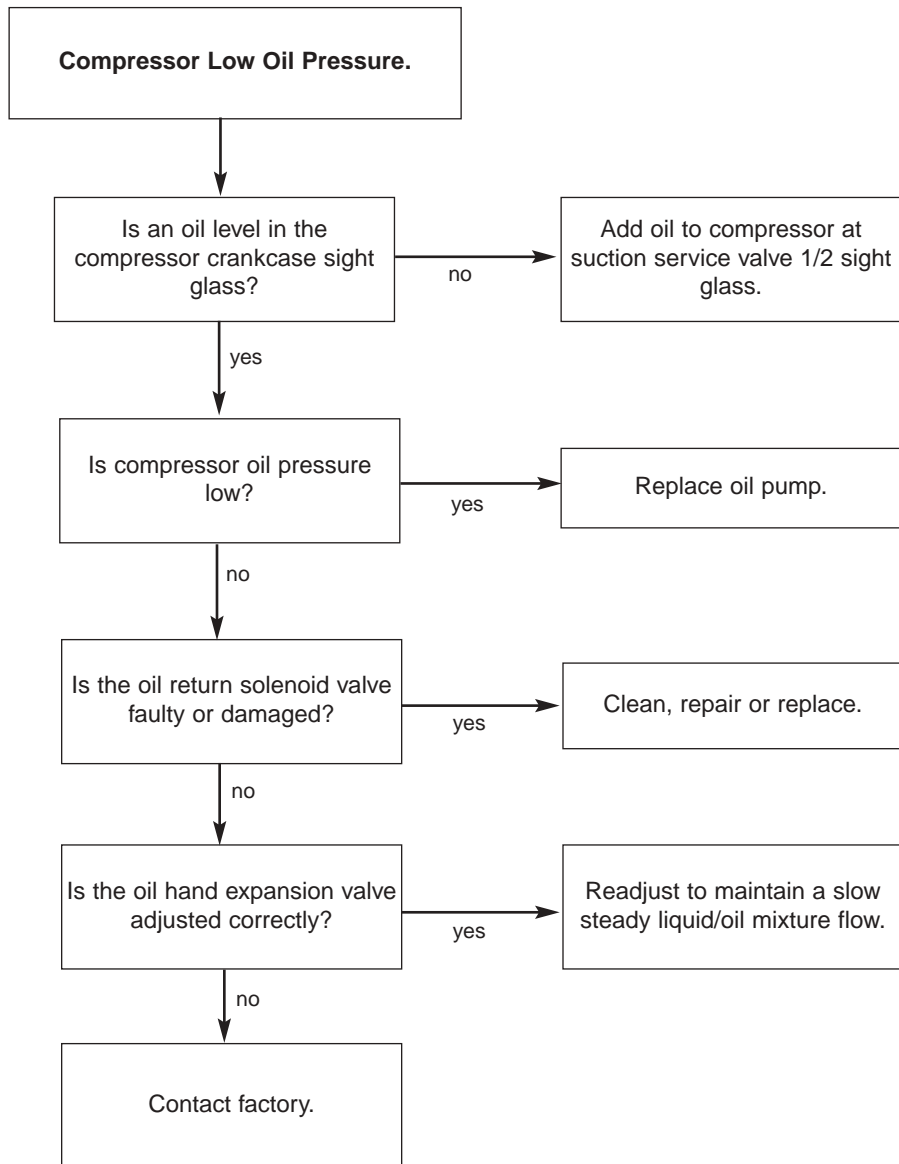 Compressor Low Oil Pressure.
Is an oil level in the
compressor crankcase sight
glass?
no
Add oil to compressor at
suction service valve 1/2 sight
glass.
yes
Is compressor oil pressure
low?
yes
Replace oil pump.
no
Is the oil return solenoid valve
faulty or damaged?
yes
Clean, repair or replace.
no
Is the oil hand expansion valve
adjusted correctly?
yes
Readjust to maintain a slow
steady liquid/oil mixture flow.
no
Contact factory.